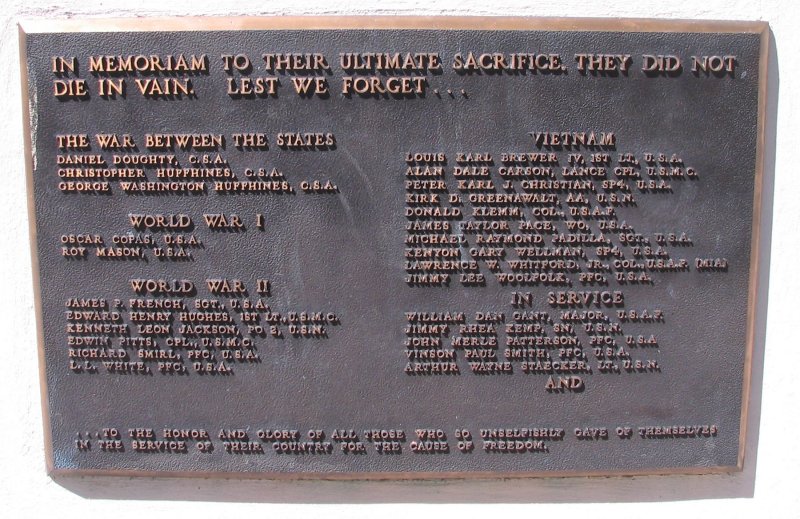 IN MEMORIAM TO THEIR ULTIMATE SACRIFICE. THEY DID NOT
DIE IN VAIN. LEST WE FORGET...
THE WAR BETWEEN THE STATES
DANIEL DOUGHTY, C.S.A.
CHRISTOPHER HUFFHINES, C.S.A.
GEORGE WASHINGTON HUFFHINES, C.S.A.
WORLD WAR I
OSCAR COPAS, U.S.A.
ROY MASON, U.S.A.
WORLD WAR II
JAMES P. FRENCH, SGT., U.S.A.
EDWARD HENRY HUGHES, 1ST LT., U.S.M.C.
KENNETH LEON JACKSON, PO 2, U.S.N.
EDWIN PITTS, CPL., U.S.M.C.
RICHARD SMIRL, PFC, U.S.A.
L. L. WHITE, PFC, U.S.A.
VIETNAM
LOUIS KARL BREWER IV, 1ST LT., U.S.A.
ALAN DALE CARSON, LANCE CPL, U.S.M.C.
PETER KARL J. CHRISTIAN, SP4, U.S.A.
KIRK D. GREENAWALT, AA, U.S.N.
DONALD KLEMM, COL., U.S.A.F.
JAMES TAYLOR PACE, WO, U.S.A.
MICHAEL RAYMOND PADILLA, SGT., U.S.A.
KENYON GARY WELLMAN, SP4, U.S.A.
LAWRENCE W. WHITFORD, JR., COL., U.S.A.F. (MIA)
JIMMY LEE WOOLFOLK, PFC, U.S.A.
IN SERVICE
WILLIAM DAN GANT, MAJOR, U.S.A.F.
JIMMY RHEA KEMP, SN, U.S.N.
JOHN MERLE PATTERSON, PFC, U.S.A
VINSON PAUL SMITH, PFC, U.S.A.
ARTHUR WAYNE STAECKER, LT., U.S.N.
AND
...TO THE HONOR AND GLORY OF ALL THOSE WHO SO UNSELFISHLY GAVE OF THEMSELVES
IN THE SERVICE OF THEIR COUNTRY FOR THE CAUSE OF FREEDOM.